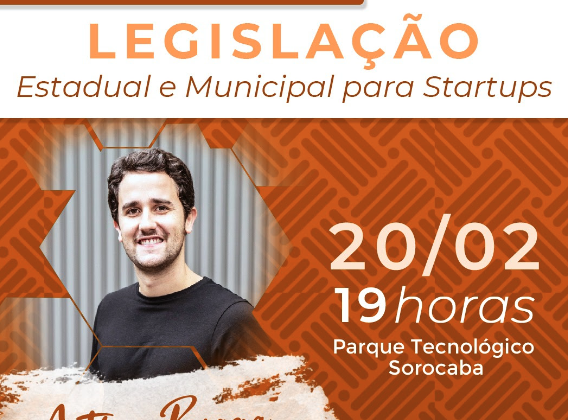 LEGISLAÇÃO
Estadual e Municipal para Startups
20/02
19 horas
Parque Tecnológico
Sorocaba